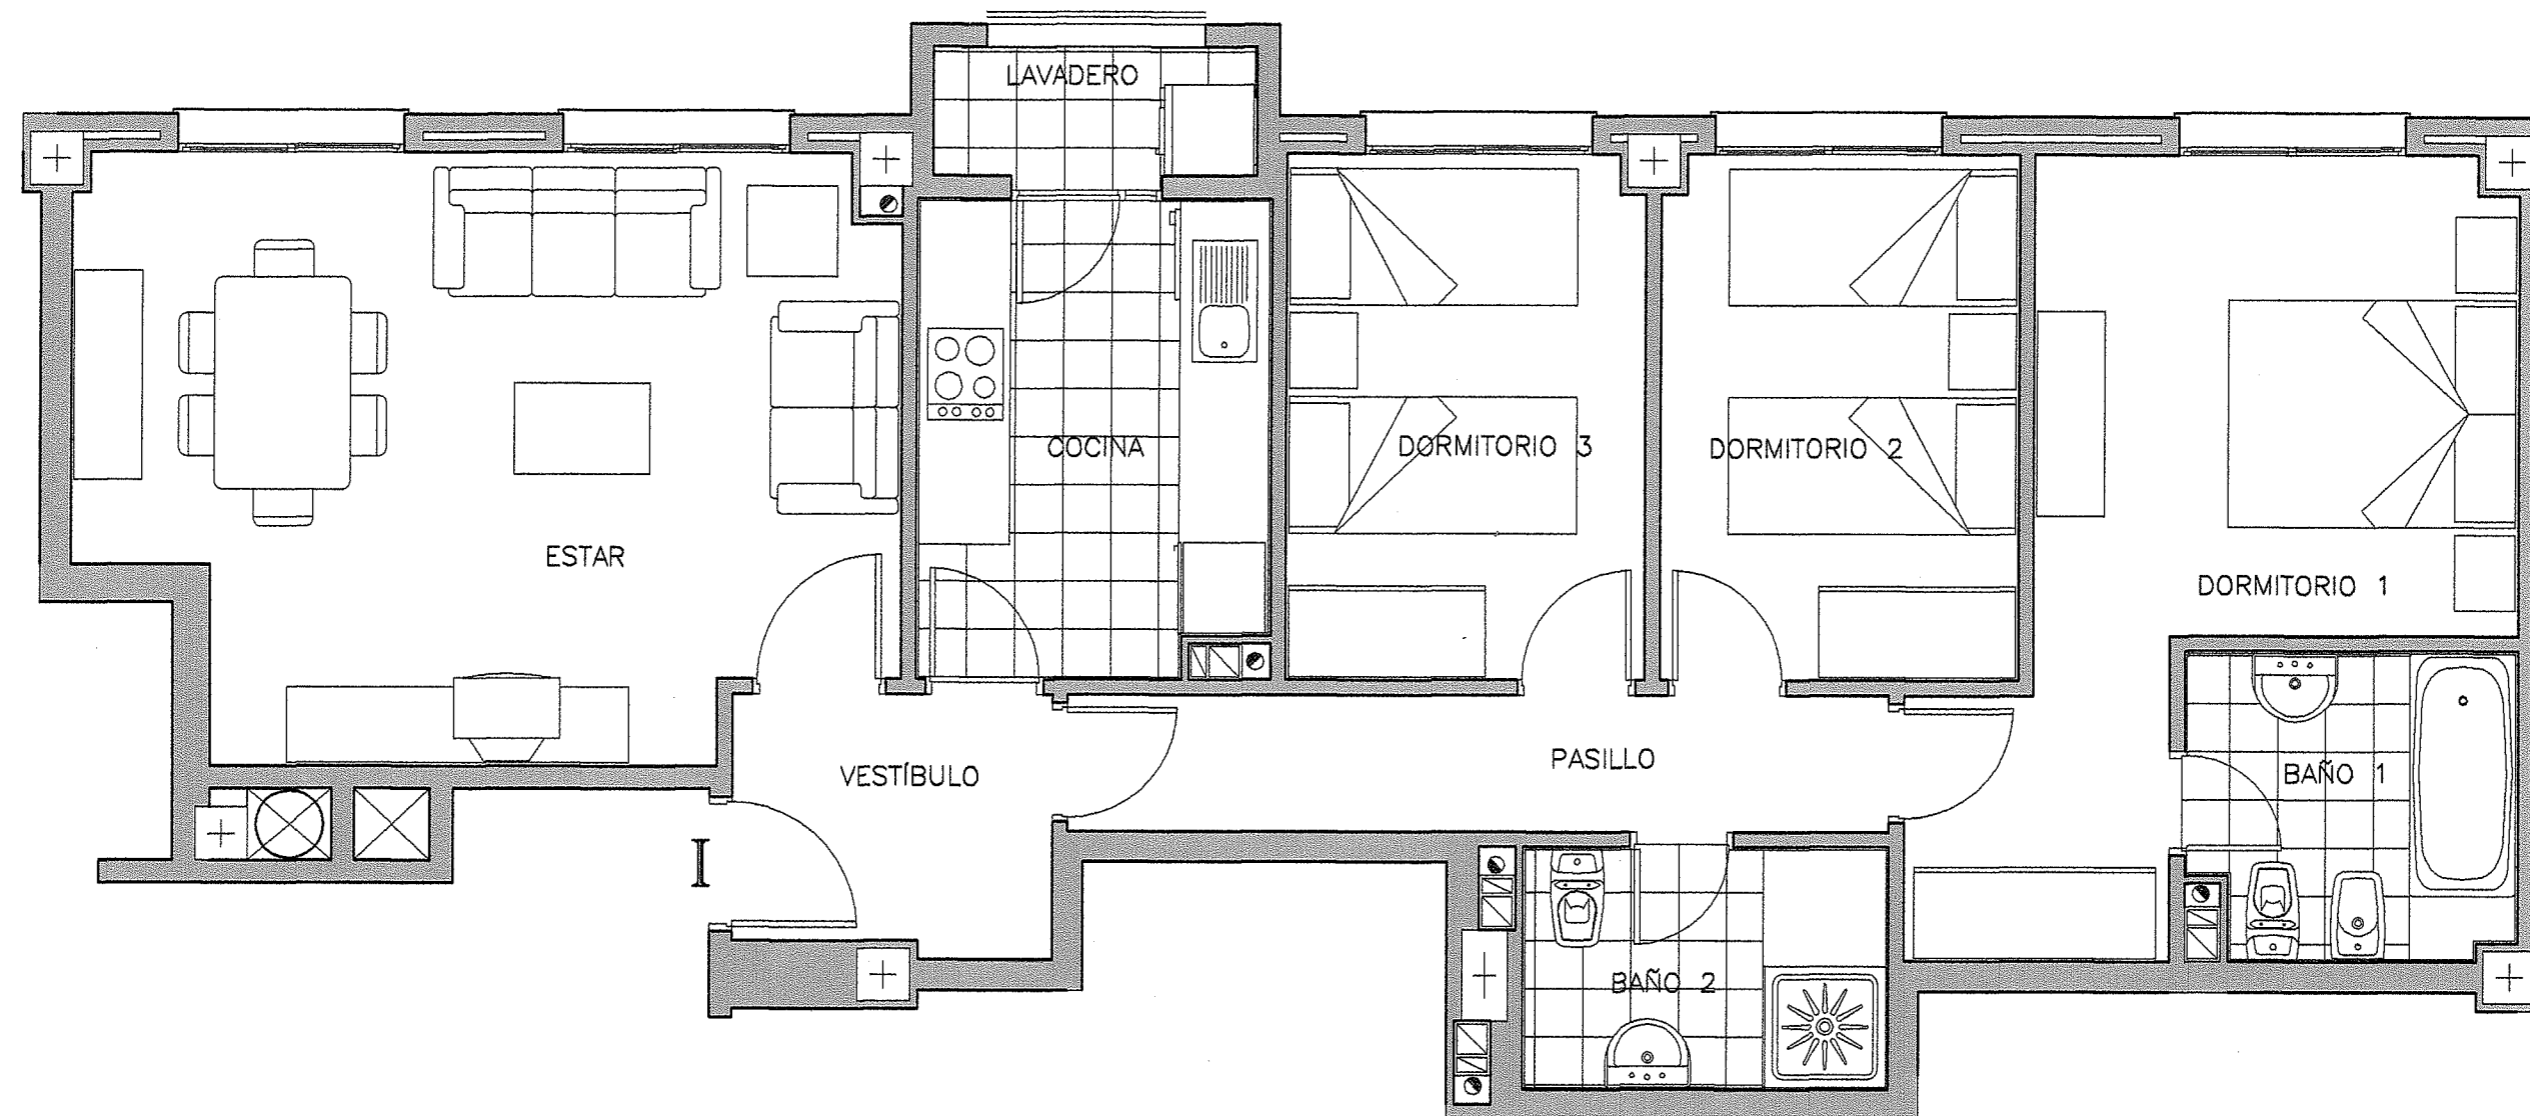 LAVADERO
COCINA
DORMITORIO 3
DORMITORIO 2
ESTAR
DORMITORIO 1
VESTÍBULO
PASILLO
BAÑO 1
I
BAÑO 2